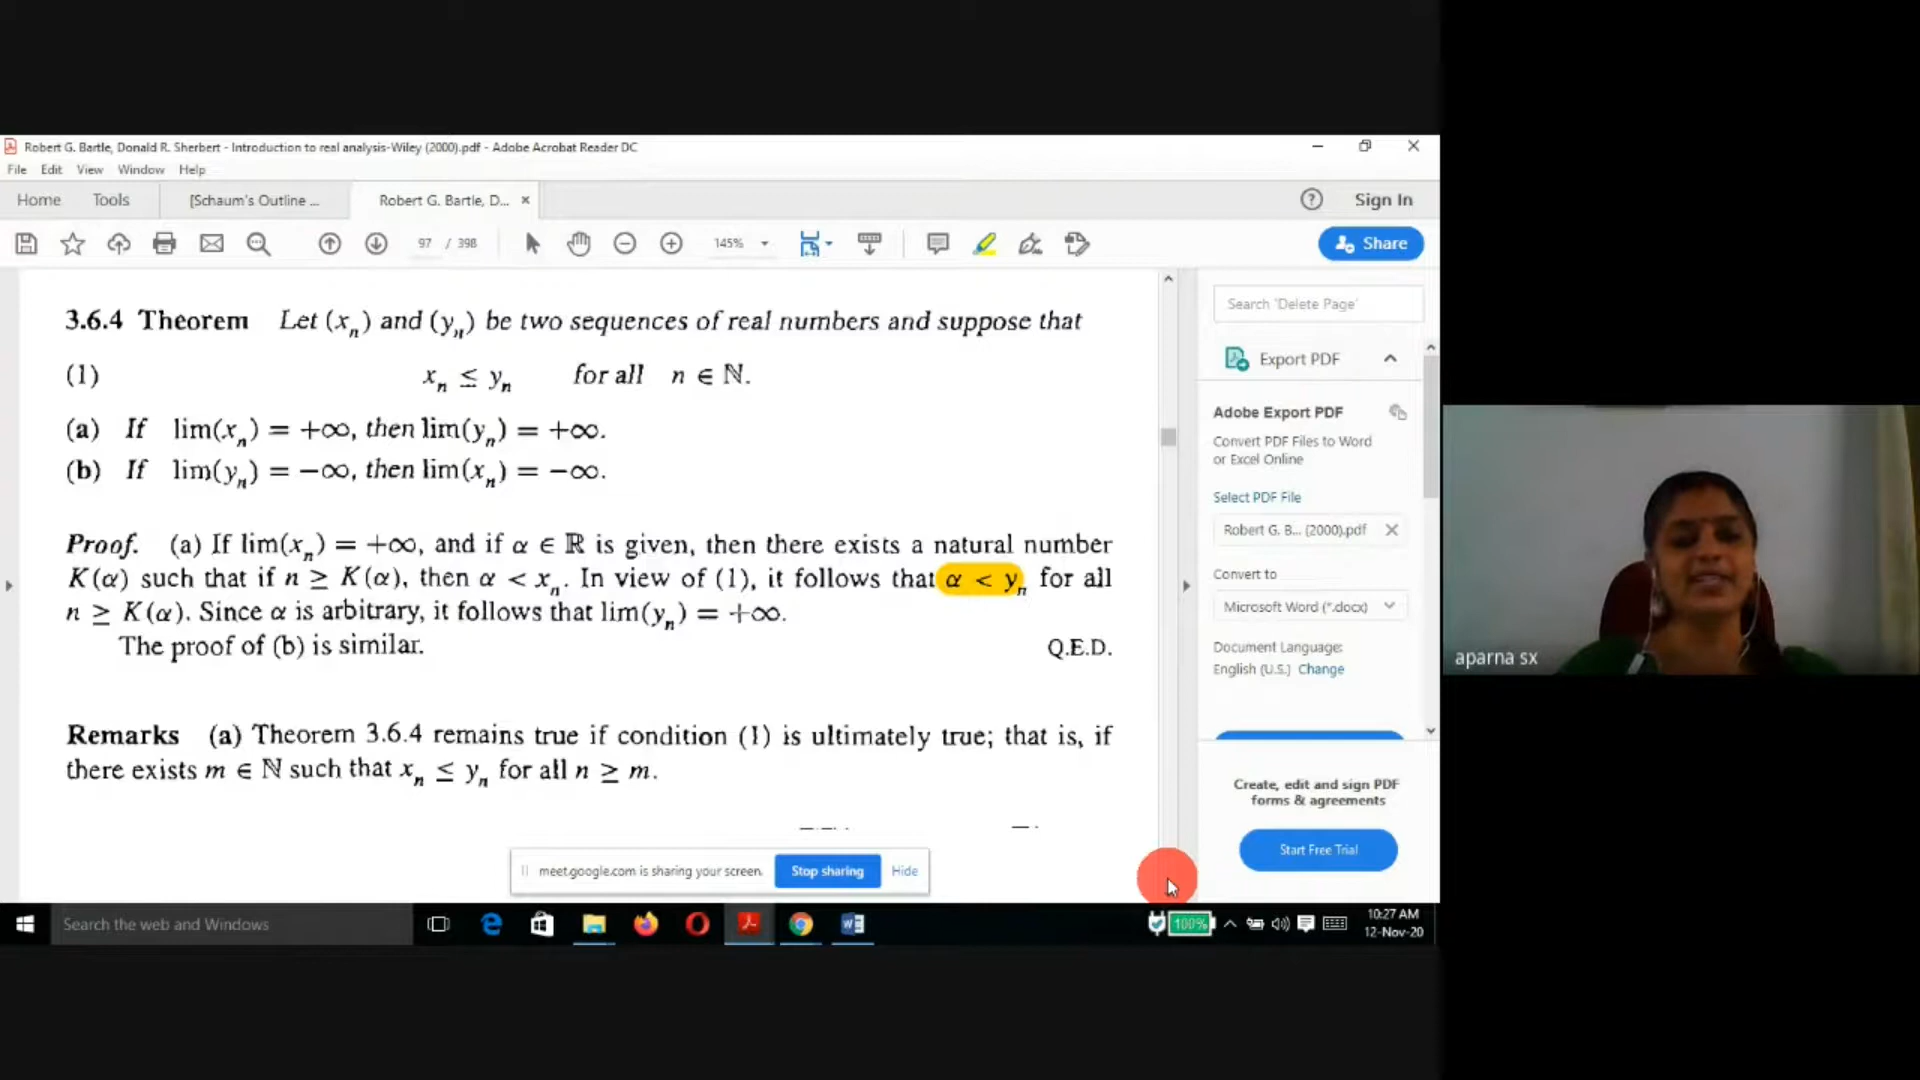 Robert G. Bartle, Donald R. Sherbert - Introduction to real analysis-Wiley (2000).pdf - Adobe Acrobat Reader DC
File Edit View Window Help
Home Tools [Schaum's Outline ... Robert G. Bartle, D... × ? Sign In
97 / 398 145% Share
3.6.4 Theorem Let (xₙ) and (yₙ) be two sequences of real numbers and suppose that
(1) xₙ ≤ yₙ for all n ∈ ℕ.
(a) If lim(xₙ) = +∞, then lim(yₙ) = +∞.
(b) If lim(yₙ) = −∞, then lim(xₙ) = −∞.
Proof. (a) If lim(xₙ) = +∞, and if α ∈ ℝ is given, then there exists a natural number
K(α) such that if n ≥ K(α), then α < xₙ. In view of (1), it follows that α < yₙ for all
n ≥ K(α). Since α is arbitrary, it follows that lim(yₙ) = +∞.
The proof of (b) is similar. Q.E.D.
Remarks (a) Theorem 3.6.4 remains true if condition (1) is ultimately true; that is, if
there exists m ∈ ℕ such that xₙ ≤ yₙ for all n ≥ m.
Search 'Delete Page'
Export PDF
Adobe Export PDF
Convert PDF Files to Word
or Excel Online
Select PDF File
Robert G. B... (2000).pdf
Convert to
Microsoft Word (*.docx)
Document Language:
English (U.S.) Change
Create, edit and sign PDF
forms & agreements
Start Free Trial
meet.google.com is sharing your screen. Stop sharing Hide
Search the web and Windows
100%
10:27 AM
12-Nov-20
aparna sx